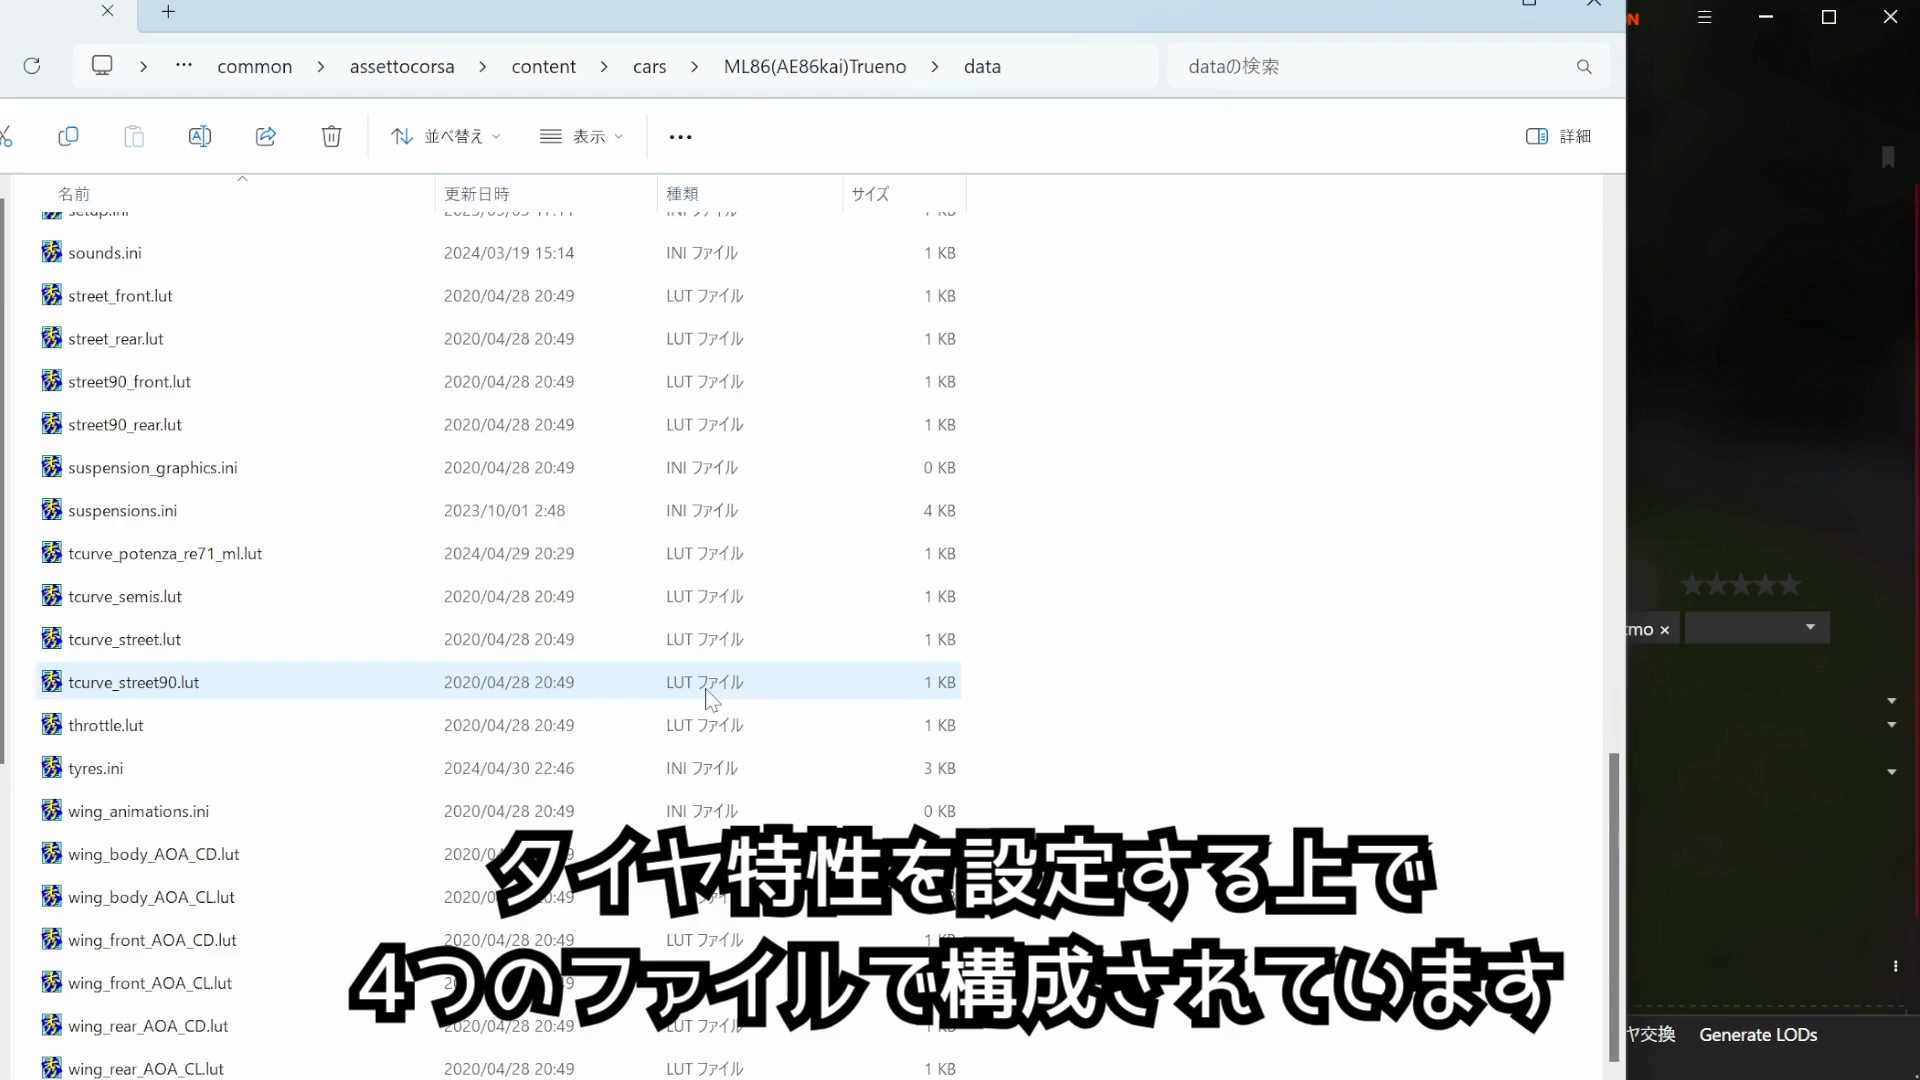 common > assettocorsa > content > cars > ML86(AE86kai)Trueno > data
dataの検索
N
並べ替え
表示
詳細
名前 更新日時 種類 サイズ
sounds.ini 2024/03/19 15:14 INI ファイル 1 KB
street_front.lut 2020/04/28 20:49 LUT ファイル 1 KB
street_rear.lut 2020/04/28 20:49 LUT ファイル 1 KB
street90_front.lut 2020/04/28 20:49 LUT ファイル 1 KB
street90_rear.lut 2020/04/28 20:49 LUT ファイル 1 KB
suspension_graphics.ini 2020/04/28 20:49 INI ファイル 0 KB
suspensions.ini 2023/10/01 2:48 INI ファイル 4 KB
tcurve_potenza_re71_ml.lut 2024/04/29 20:29 LUT ファイル 1 KB
tcurve_semis.lut 2020/04/28 20:49 LUT ファイル 1 KB
tcurve_street.lut 2020/04/28 20:49 LUT ファイル 1 KB
tcurve_street90.lut 2020/04/28 20:49 LUT ファイル 1 KB
throttle.lut 2020/04/28 20:49 LUT ファイル 1 KB
tyres.ini 2024/04/30 22:46 INI ファイル 3 KB
wing_animations.ini 2020/04/28 20:49 INI ファイル 0 KB
wing_body_AOA_CD.lut
wing_body_AOA_CL.lut
wing_front_AOA_CD.lut 2020/04/28 20:49 LUT ファイル
wing_front_AOA_CL.lut
wing_rear_AOA_CD.lut 2020/04/28 20:49 LUT ファイル 1 KB
wing_rear_AOA_CL.lut 2020/04/28 20:49 LUT ファイル 1 KB
タイヤ特性を設定する上で
4つのファイルで構成されています
ヤ交換 Generate LODs